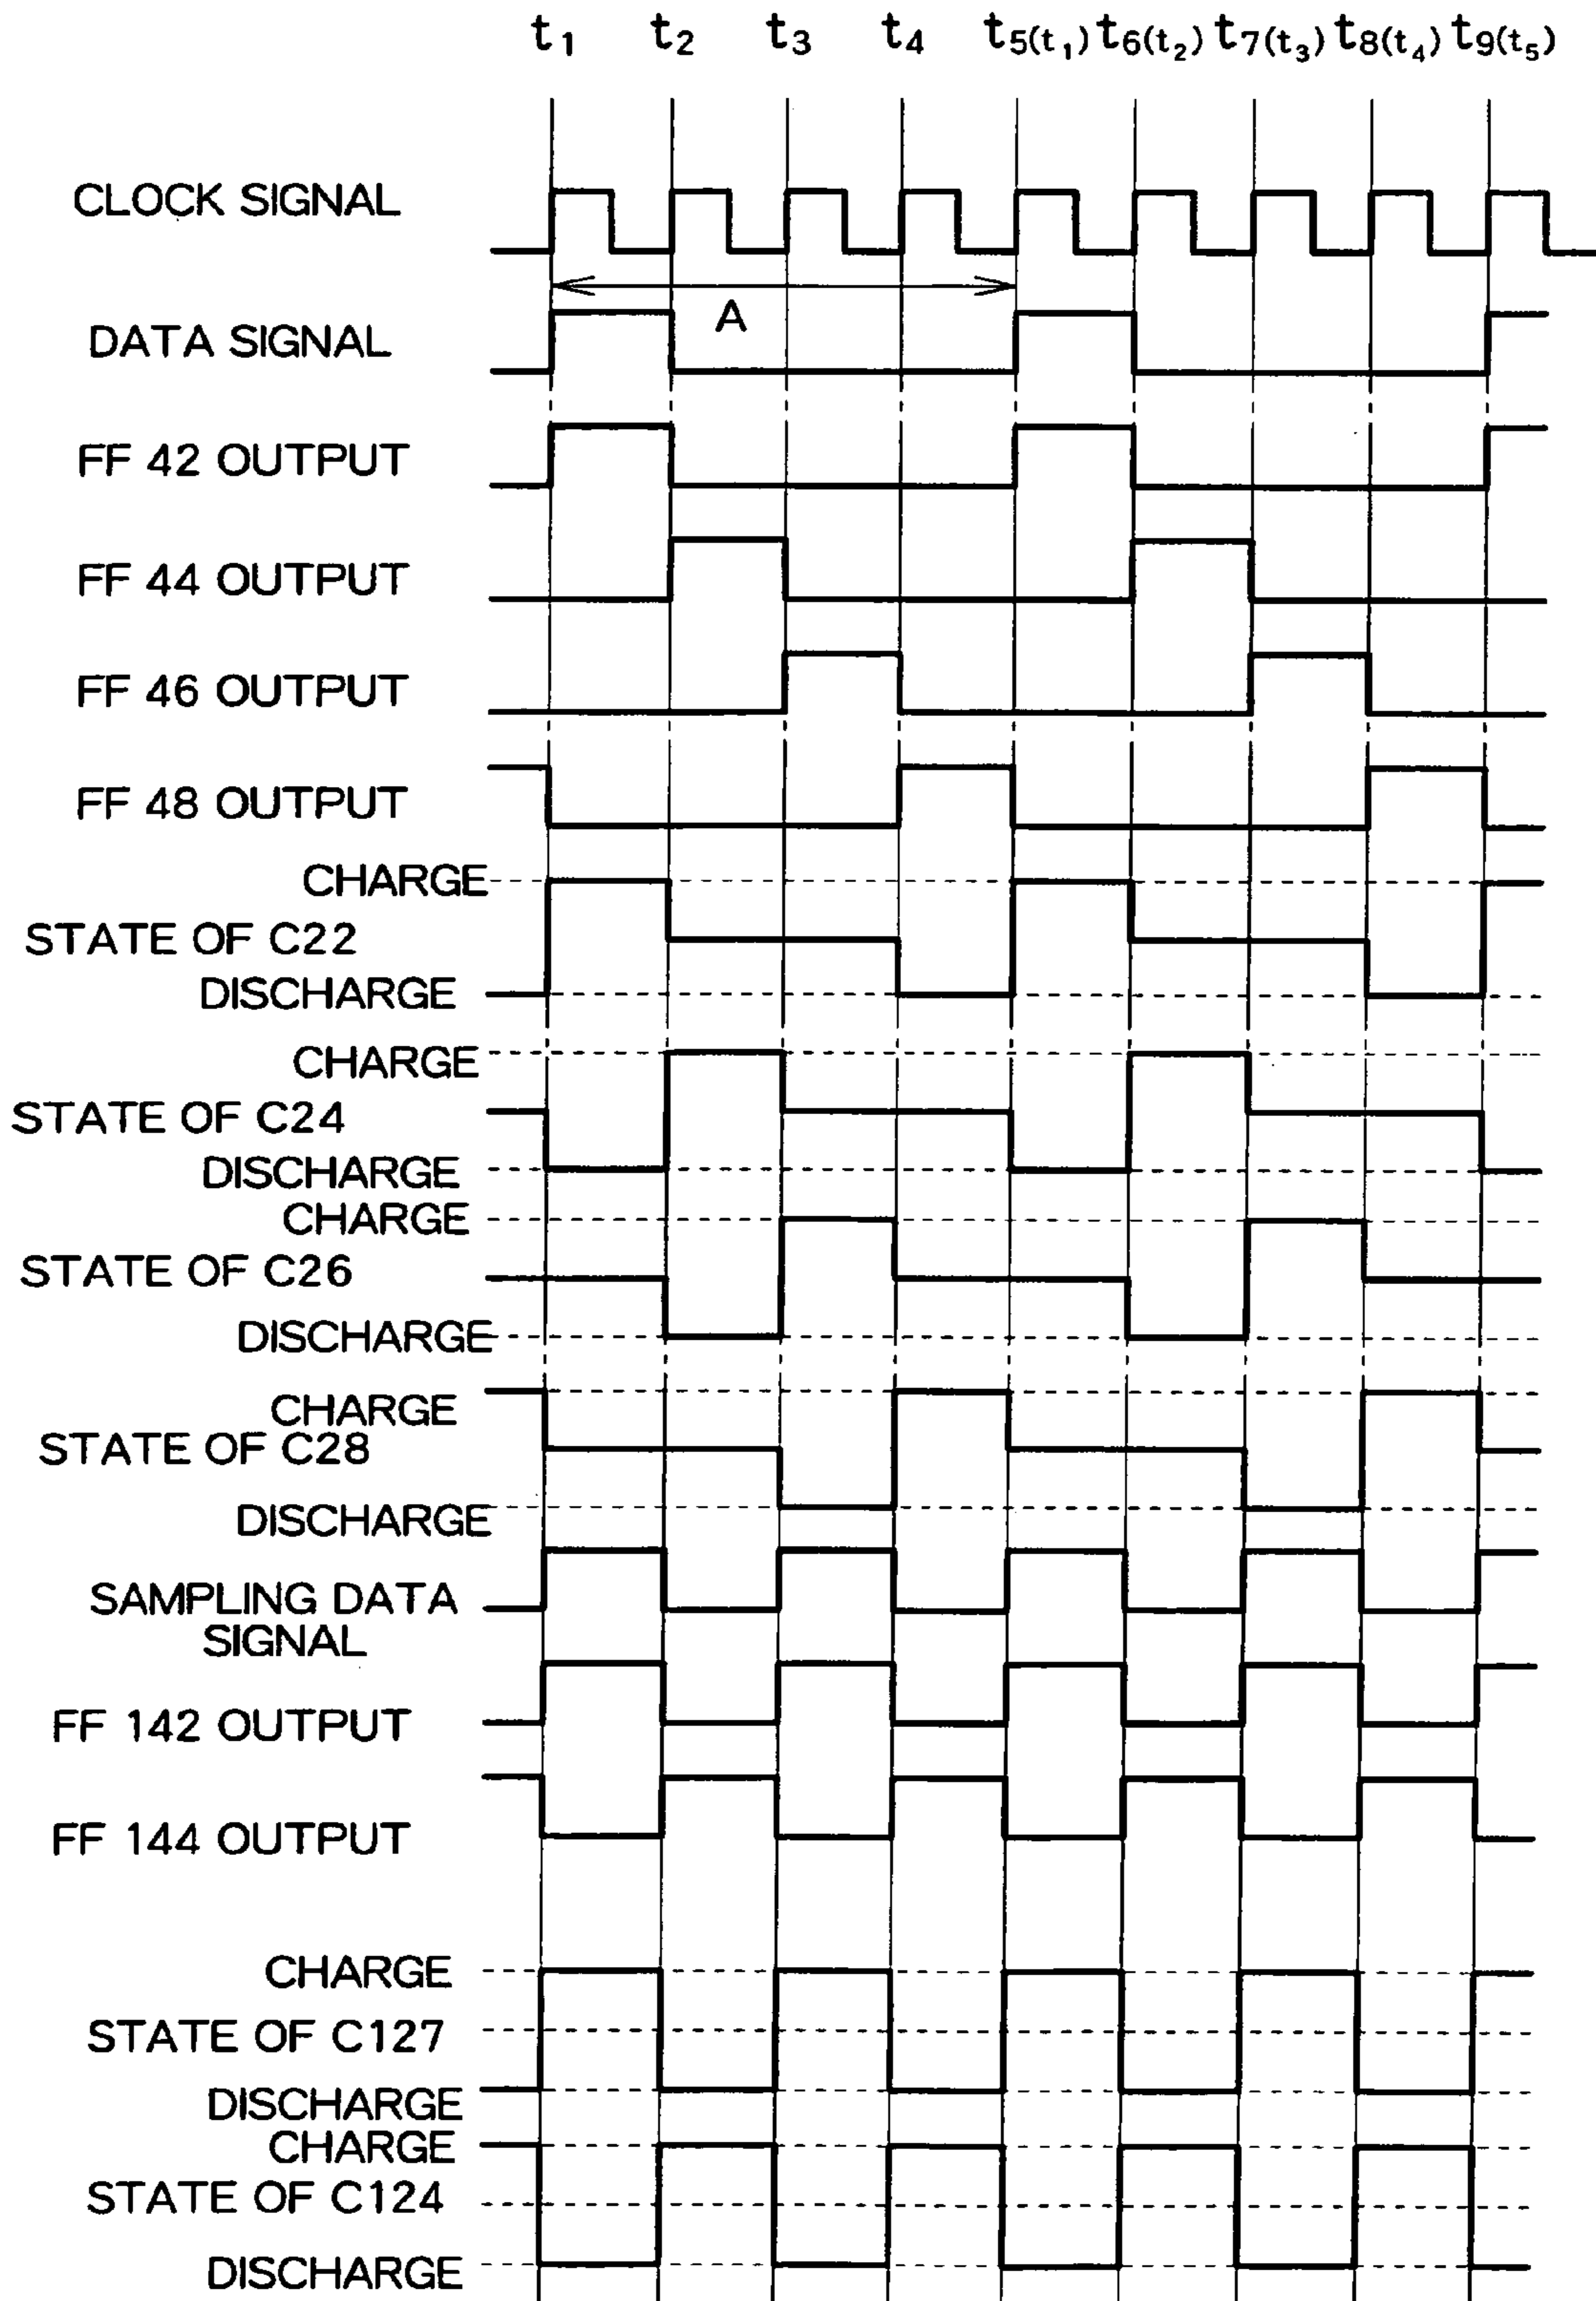 t1 t2 t3 t4 t5(t1) t6(t2) t7(t3) t8(t4) t9(t5)
CLOCK SIGNAL
A
DATA SIGNAL
FF 42 OUTPUT
FF 44 OUTPUT
FF 46 OUTPUT
FF 48 OUTPUT
CHARGE
STATE OF C22
DISCHARGE
CHARGE
STATE OF C24
DISCHARGE
CHARGE
STATE OF C26
DISCHARGE
CHARGE
STATE OF C28
DISCHARGE
SAMPLING DATA
SIGNAL
FF 142 OUTPUT
FF 144 OUTPUT
CHARGE
STATE OF C127
DISCHARGE
CHARGE
STATE OF C124
DISCHARGE